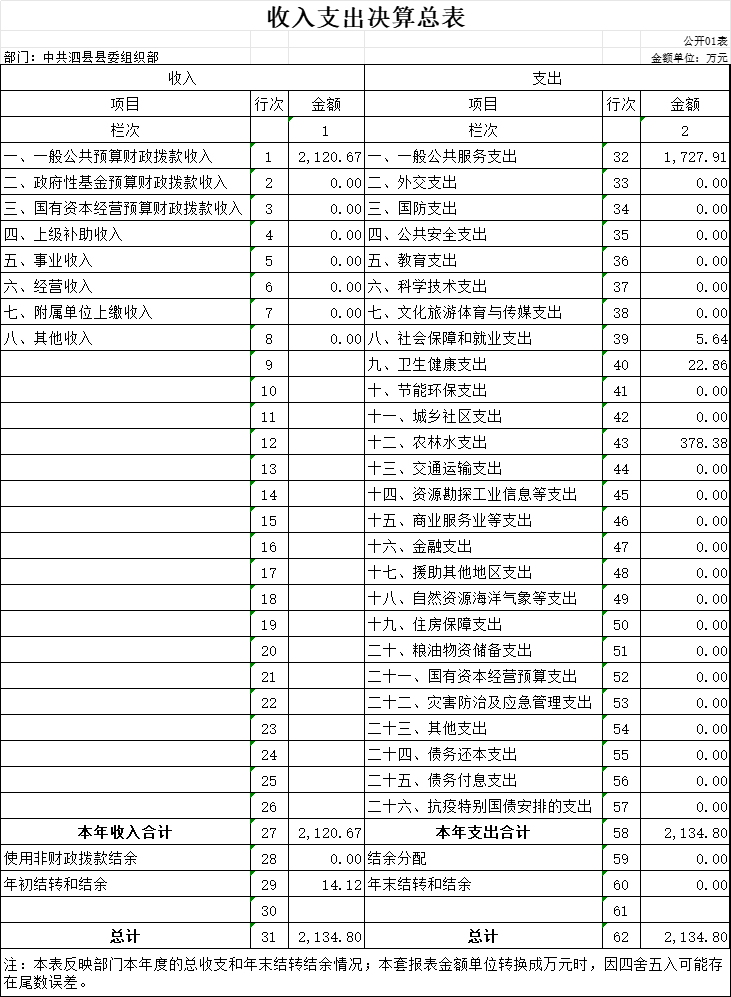 收入支出决算总表
公开01表
部门：中共泗县县委组织部 金额单位：万元
收入 支出
项目 行次 金额 项目 行次 金额
栏次 1 栏次 2
一、一般公共预算财政拨款收入 1 2,120.67 一、一般公共服务支出 32 1,727.91
二、政府性基金预算财政拨款收入 2 0.00 二、外交支出 33 0.00
三、国有资本经营预算财政拨款收入 3 0.00 三、国防支出 34 0.00
四、上级补助收入 4 0.00 四、公共安全支出 35 0.00
五、事业收入 5 0.00 五、教育支出 36 0.00
六、经营收入 6 0.00 六、科学技术支出 37 0.00
七、附属单位上缴收入 7 0.00 七、文化旅游体育与传媒支出 38 0.00
八、其他收入 8 0.00 八、社会保障和就业支出 39 5.64
9 九、卫生健康支出 40 22.86
10 十、节能环保支出 41 0.00
11 十一、城乡社区支出 42 0.00
12 十二、农林水支出 43 378.38
13 十三、交通运输支出 44 0.00
14 十四、资源勘探工业信息等支出 45 0.00
15 十五、商业服务业等支出 46 0.00
16 十六、金融支出 47 0.00
17 十七、援助其他地区支出 48 0.00
18 十八、自然资源海洋气象等支出 49 0.00
19 十九、住房保障支出 50 0.00
20 二十、粮油物资储备支出 51 0.00
21 二十一、国有资本经营预算支出 52 0.00
22 二十二、灾害防治及应急管理支出 53 0.00
23 二十三、其他支出 54 0.00
24 二十四、债务还本支出 55 0.00
25 二十五、债务付息支出 56 0.00
26 二十六、抗疫特别国债安排的支出 57 0.00
本年收入合计 27 2,120.67 本年支出合计 58 2,134.80
使用非财政拨款结余 28 0.00 结余分配 59 0.00
年初结转和结余 29 14.12 年末结转和结余 60 0.00
30 61
总计 31 2,134.80 总计 62 2,134.80
注：本表反映部门本年度的总收支和年末结转结余情况；本套报表金额单位转换成万元时，因四舍五入可能存
在尾数误差。